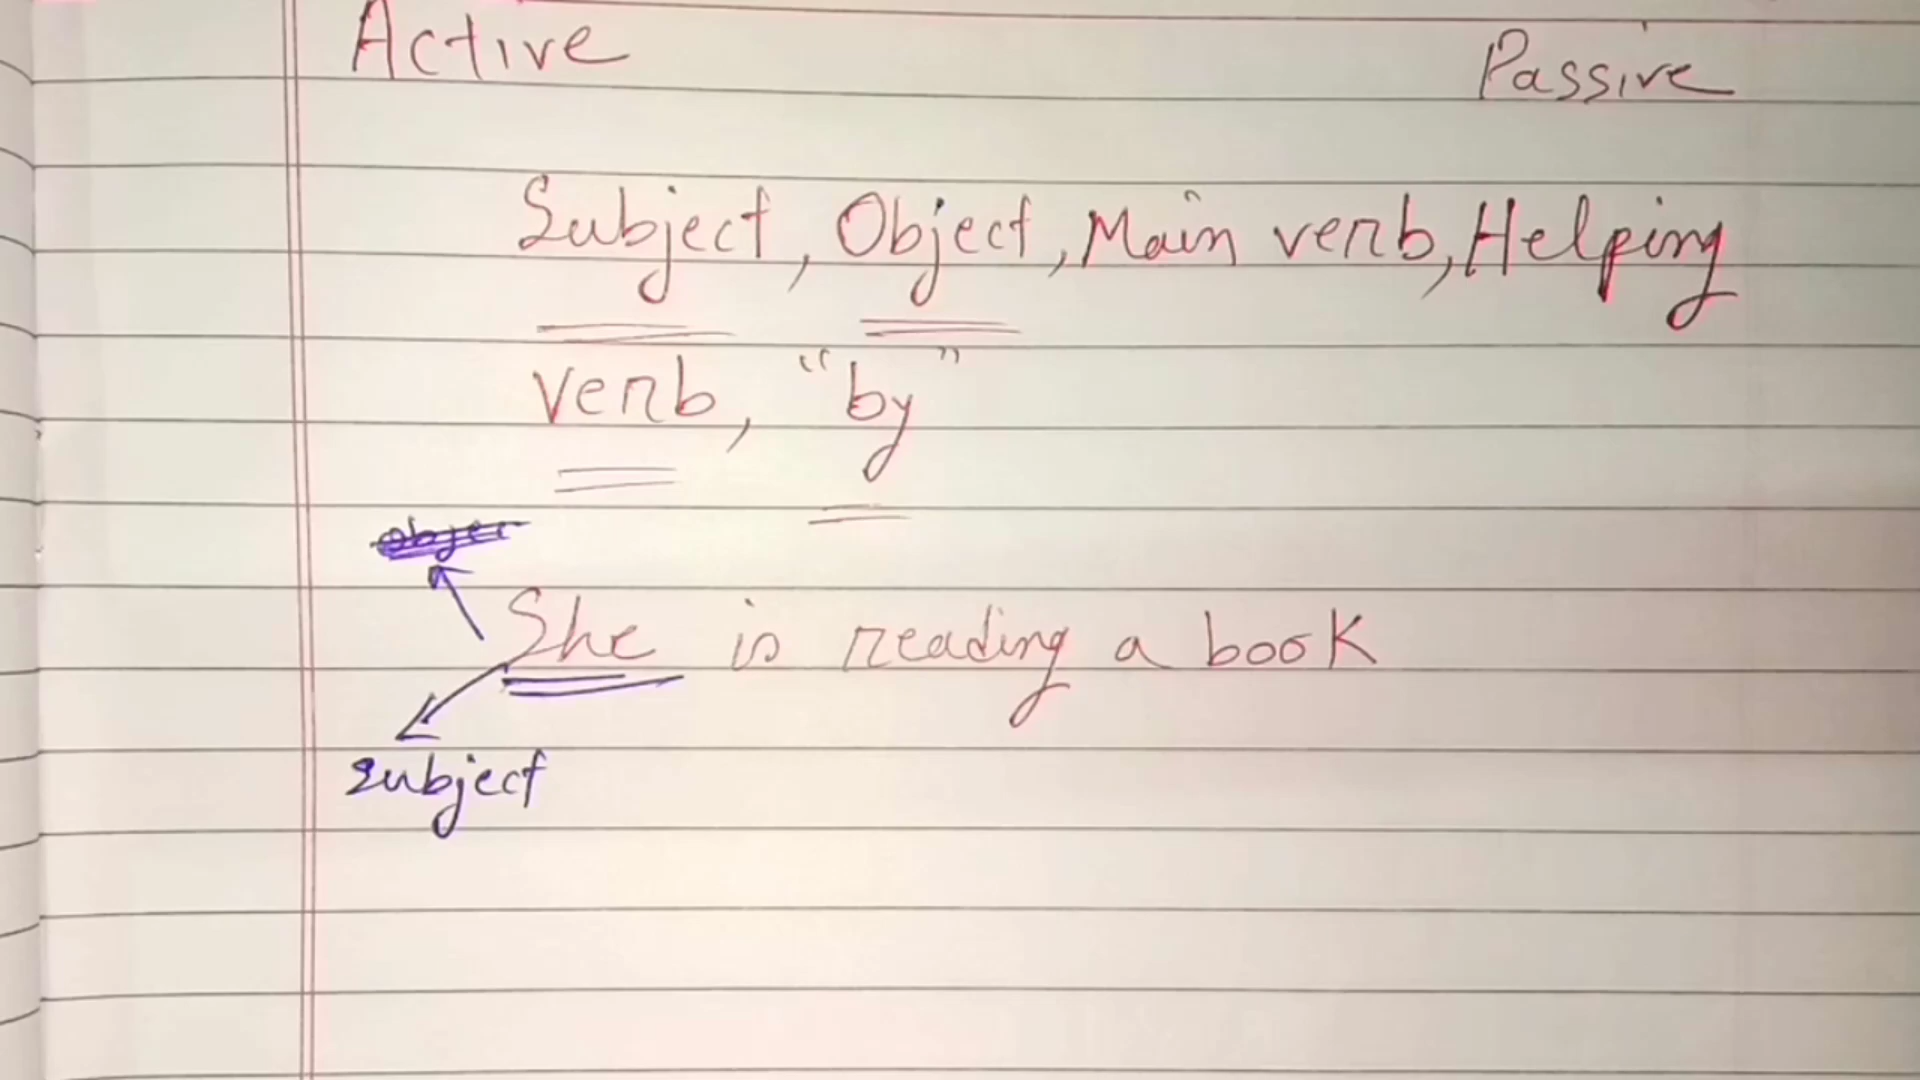 Active Passive
Subject, Object, Main verb, Helping
verb, "by"
She is reading a book
subject